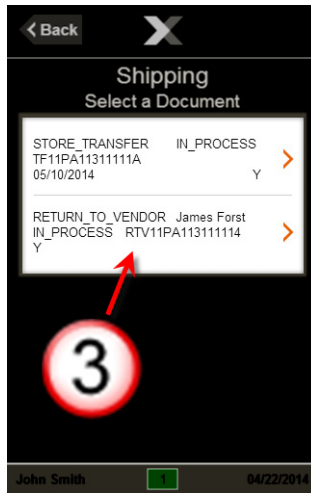 Back
Shipping
Select a Document
STORE_TRANSFER IN_PROCESS
TF11PA11311111A
05/10/2014 Y
RETURN_TO_VENDOR James Forst
IN_PROCESS RTV11PA113111114
Y
3
John Smith 1 04/22/2014